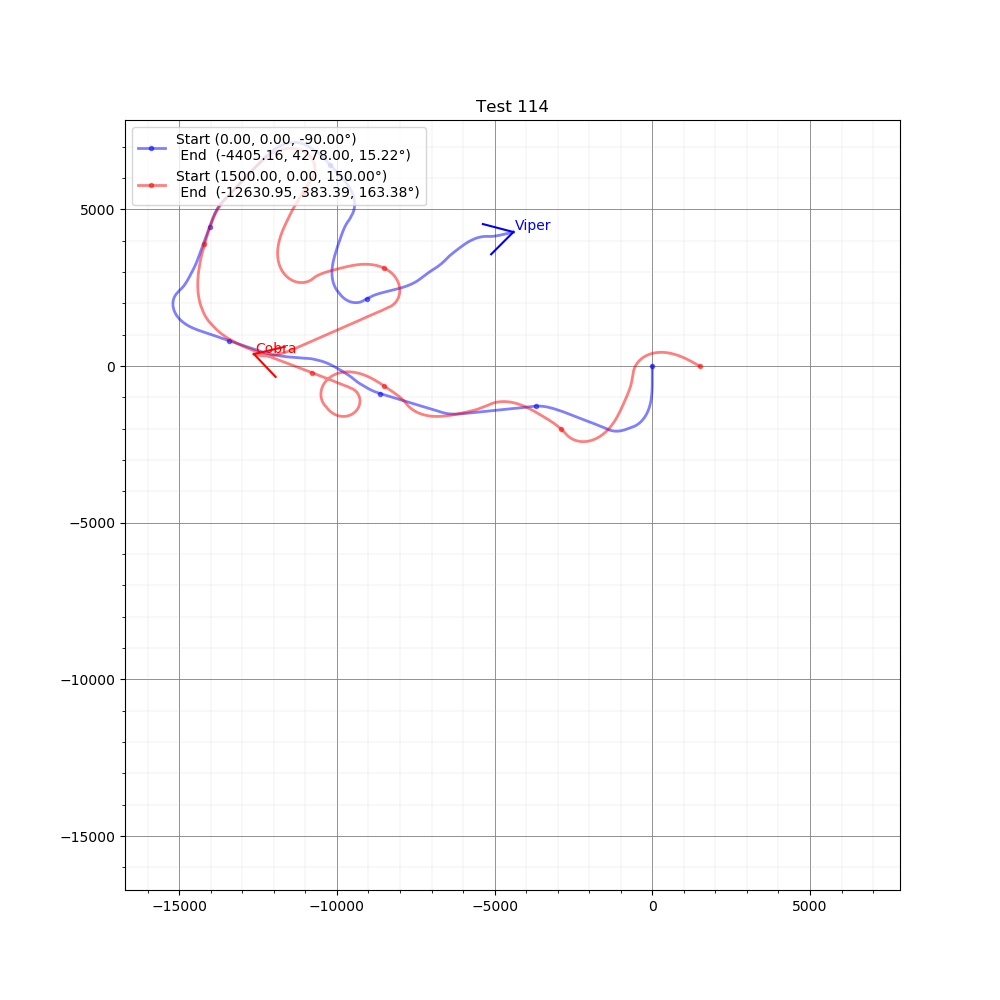 Test 114
Start (0.00, 0.00, -90.00°)
End  (-4405.16, 4278.00, 15.22°)
Start (1500.00, 0.00, 150.00°)
End  (-12630.95, 383.39, 163.38°)
Viper
Cobra
5000
0
−5000
−10000
−15000
−15000
−10000
−5000
0
5000